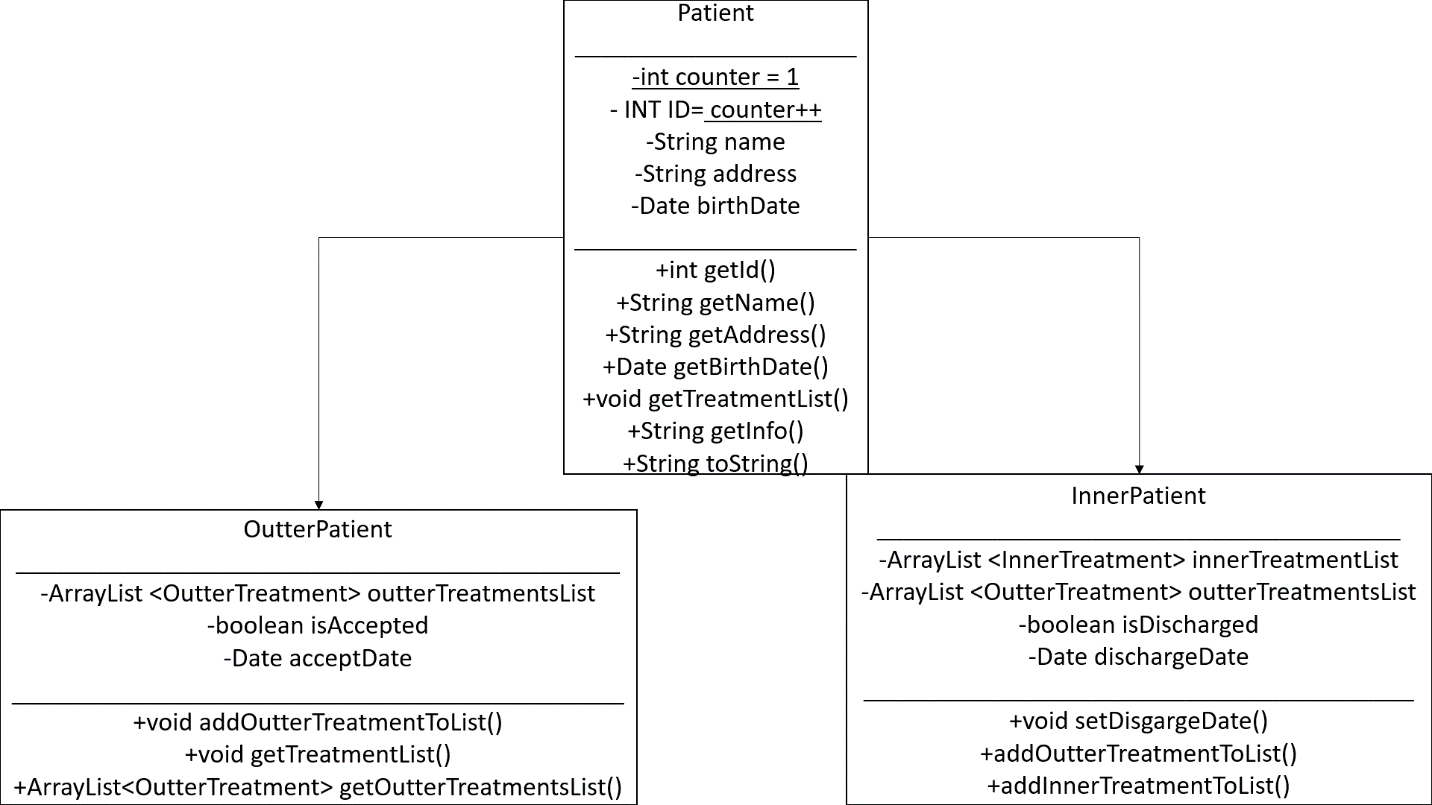 Patient
-int counter = 1
- INT ID= counter++
-String name
-String address
-Date birthDate
+int getId()
+String getName()
+String getAddress()
+Date getBirthDate()
+void getTreatmentList()
+String getInfo()
+String toString()
OutterPatient
-ArrayList <OutterTreatment> outterTreatmentsList
-boolean isAccepted
-Date acceptDate
+void addOutterTreatmentToList()
+void getTreatmentList()
+ArrayList<OutterTreatment> getOutterTreatmentsList()
InnerPatient
-ArrayList <InnerTreatment> innerTreatmentList
-ArrayList <OutterTreatment> outterTreatmentsList
-boolean isDischarged
-Date dischargeDate
+void setDisgargeDate()
+addOutterTreatmentToList()
+addInnerTreatmentToList()